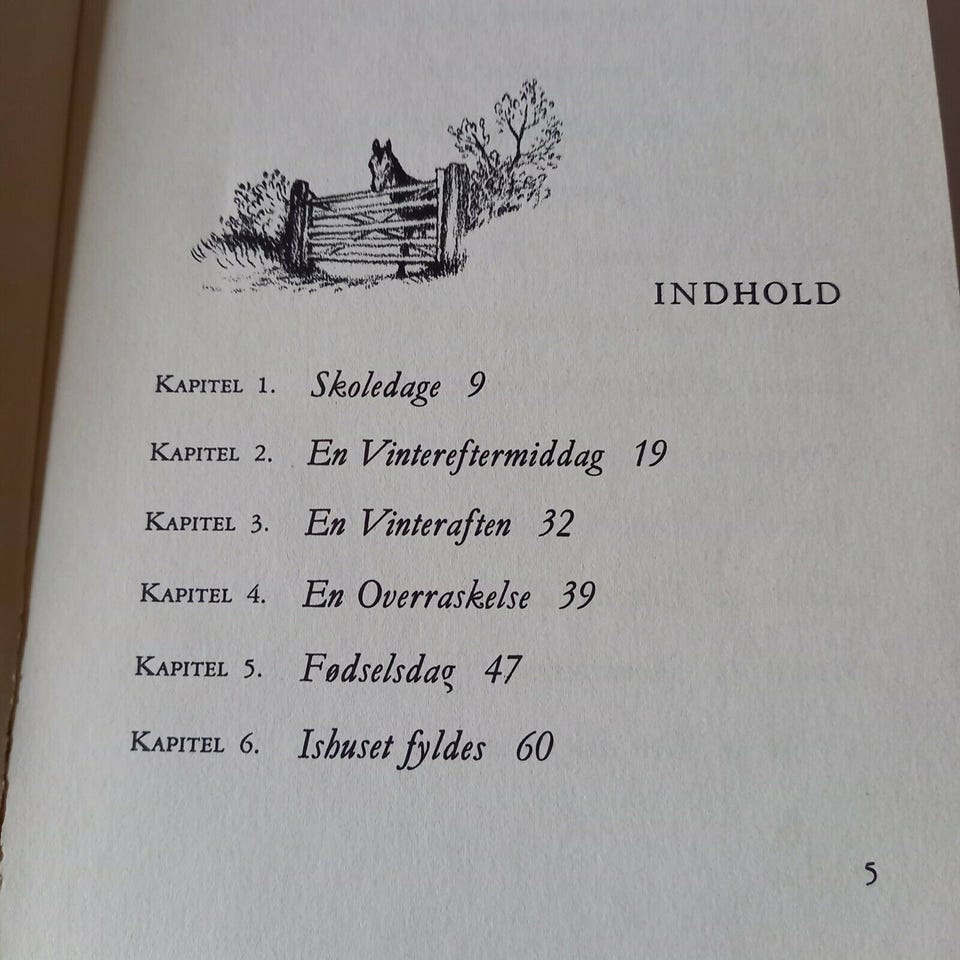 INDHOLD
KAPITEL 1. Skoledage 9
KAPITEL 2. En Vintereftermiddag 19
KAPITEL 3. En Vinteraften 32
KAPITEL 4. En Overraskelse 39
KAPITEL 5. Fødselsdag 47
KAPITEL 6. Ishuset fyldes 60
5